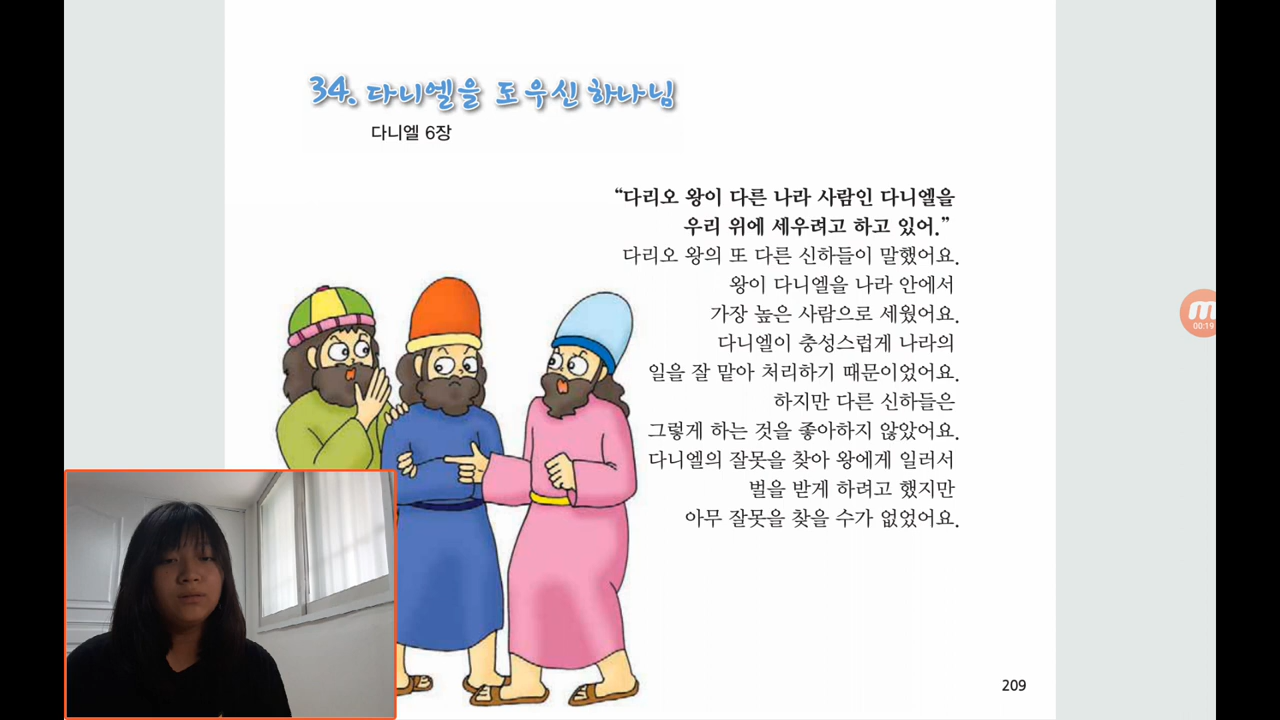 34. 다니엘을 도우신 하나님
다니엘 6장
“다리오 왕이 다른 나라 사람인 다니엘을
우리 위에 세우려고 하고 있어.”
다리오 왕의 또 다른 신하들이 말했어요.
왕이 다니엘을 나라 안에서
가장 높은 사람으로 세웠어요.
다니엘이 충성스럽게 나라의
일을 잘 맡아 처리하기 때문이었어요.
하지만 다른 신하들은
그렇게 하는 것을 좋아하지 않았어요.
다니엘의 잘못을 찾아 왕에게 일러서
벌을 받게 하려고 했지만
아무 잘못을 찾을 수가 없었어요.
209
00:19